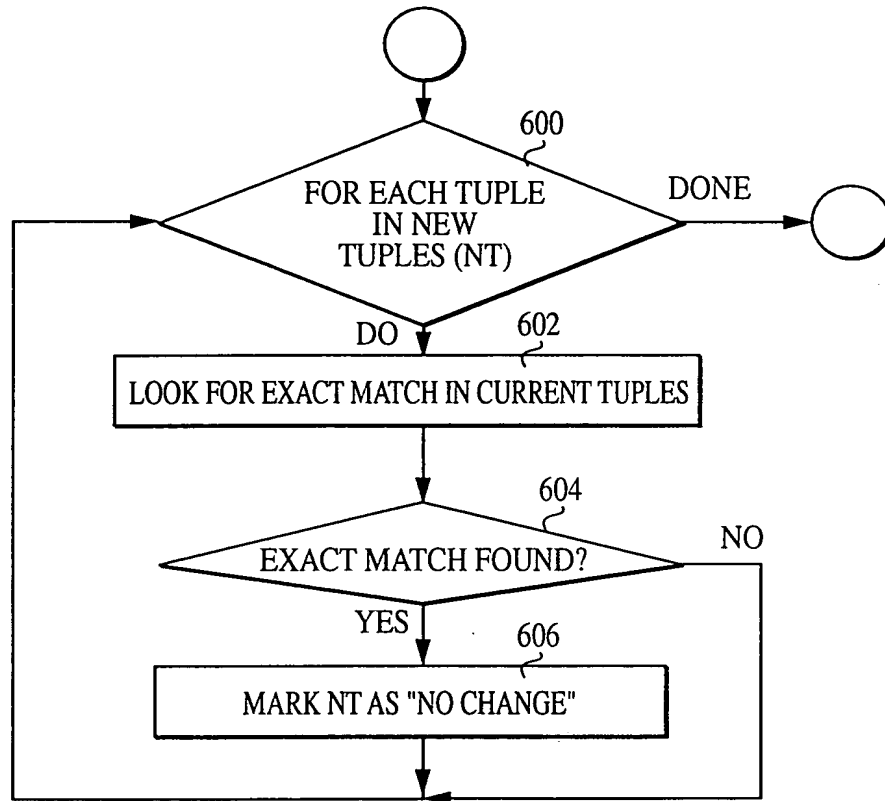 600
FOR EACH TUPLE
IN NEW
TUPLES (NT)
DONE
DO
602
LOOK FOR EXACT MATCH IN CURRENT TUPLES
604
EXACT MATCH FOUND?
NO
YES
606
MARK NT AS "NO CHANGE"